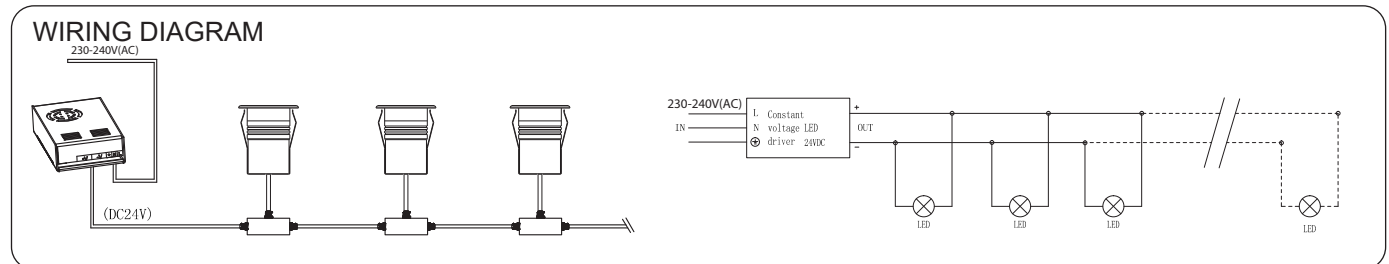 WIRING DIAGRAM
230-240V(AC)
(DC24V)
230-240V(AC)
IN
L Constant
N voltage LED
driver 24VDC
+
OUT
-
LED
LED
LED
LED